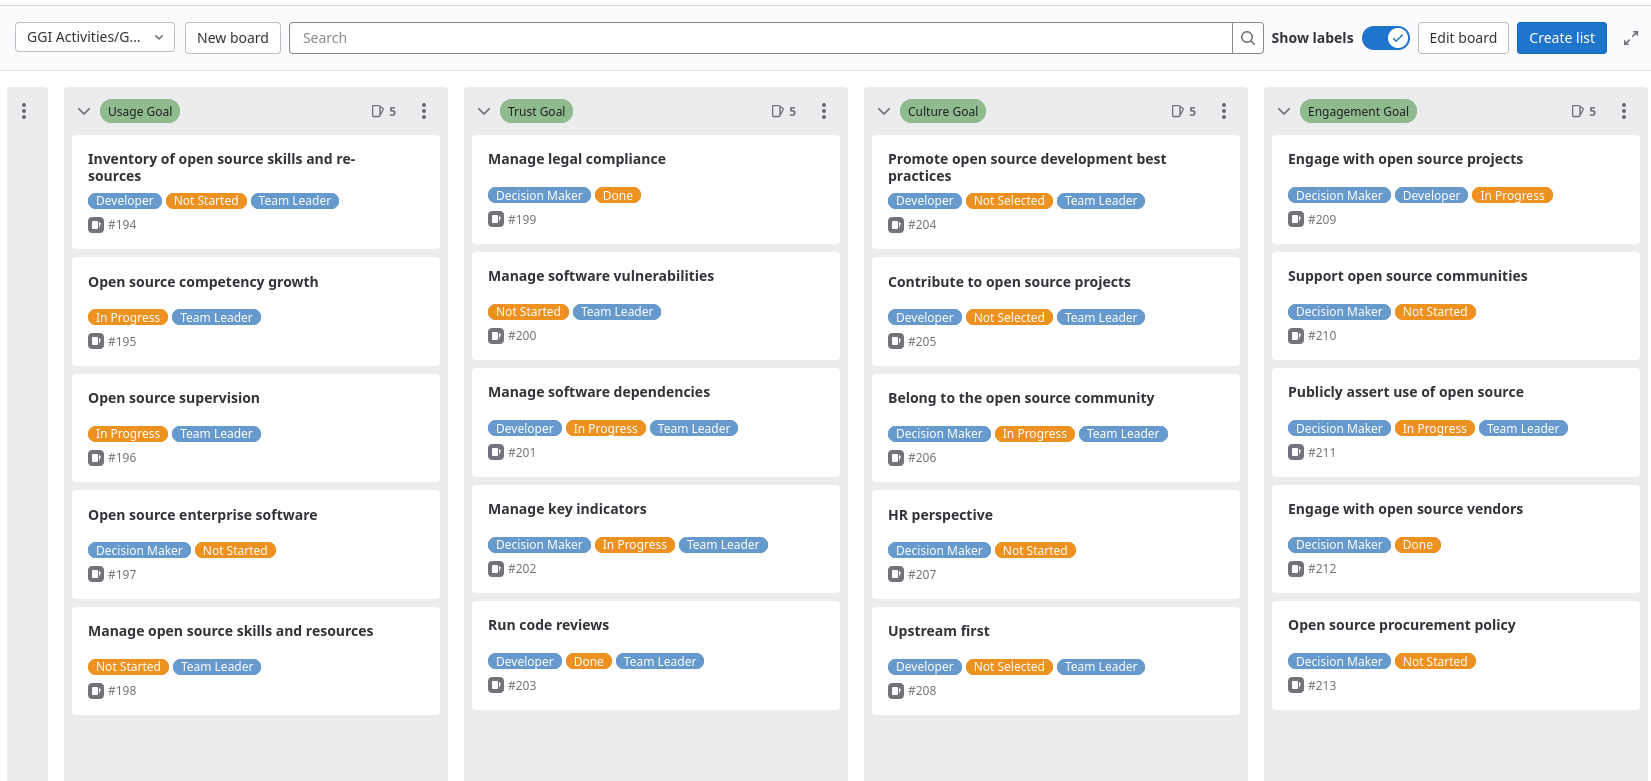 GGI Activities/G...
New board
Search
Show labels
Edit board
Create list
Usage Goal
5
Inventory of open source skills and re-
sources
Developer Not Started Team Leader
#194
Open source competency growth
In Progress Team Leader
#195
Open source supervision
In Progress Team Leader
#196
Open source enterprise software
Decision Maker Not Started
#197
Manage open source skills and resources
Not Started Team Leader
#198
Trust Goal
5
Manage legal compliance
Decision Maker Done
#199
Manage software vulnerabilities
Not Started Team Leader
#200
Manage software dependencies
Developer In Progress Team Leader
#201
Manage key indicators
Decision Maker In Progress Team Leader
#202
Run code reviews
Developer Done Team Leader
#203
Culture Goal
5
Promote open source development best
practices
Developer Not Selected Team Leader
#204
Contribute to open source projects
Developer Not Selected Team Leader
#205
Belong to the open source community
Decision Maker In Progress Team Leader
#206
HR perspective
Decision Maker Not Started
#207
Upstream first
Developer Not Selected Team Leader
#208
Engagement Goal
5
Engage with open source projects
Decision Maker Developer In Progress
#209
Support open source communities
Decision Maker Not Started
#210
Publicly assert use of open source
Decision Maker In Progress Team Leader
#211
Engage with open source vendors
Decision Maker Done
#212
Open source procurement policy
Decision Maker Not Started
#213